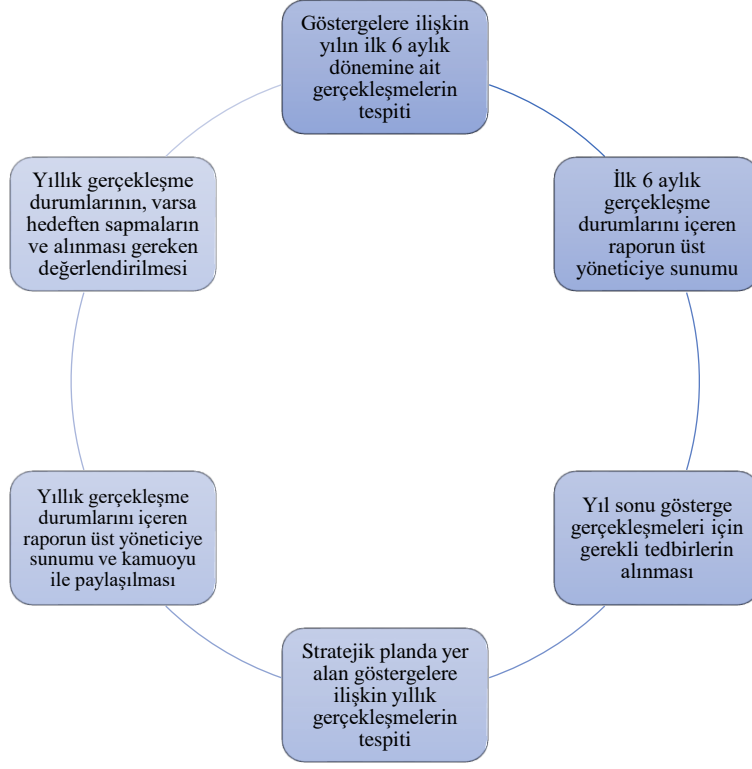 Göstergelere ilişkin
yılın ilk 6 aylık
dönemine ait
gerçekleşmelerin
tespiti
İlk 6 aylık
gerçekleşme
durumlarını içeren
raporun üst
yöneticiye sunumu
Yıl sonu gösterge
gerçekleşmeleri için
gerekli tedbirlerin
alınması
Stratejik planda yer
alan göstergelere
ilişkin yıllık
gerçekleşmelerin
tespiti
Yıllık gerçekleşme
durumlarını içeren
raporun üst yöneticiye
sunumu ve kamuoyu
ile paylaşılması
Yıllık gerçekleşme
durumlarının, varsa
hedeften sapmaların
ve alınması gereken
değerlendirilmesi